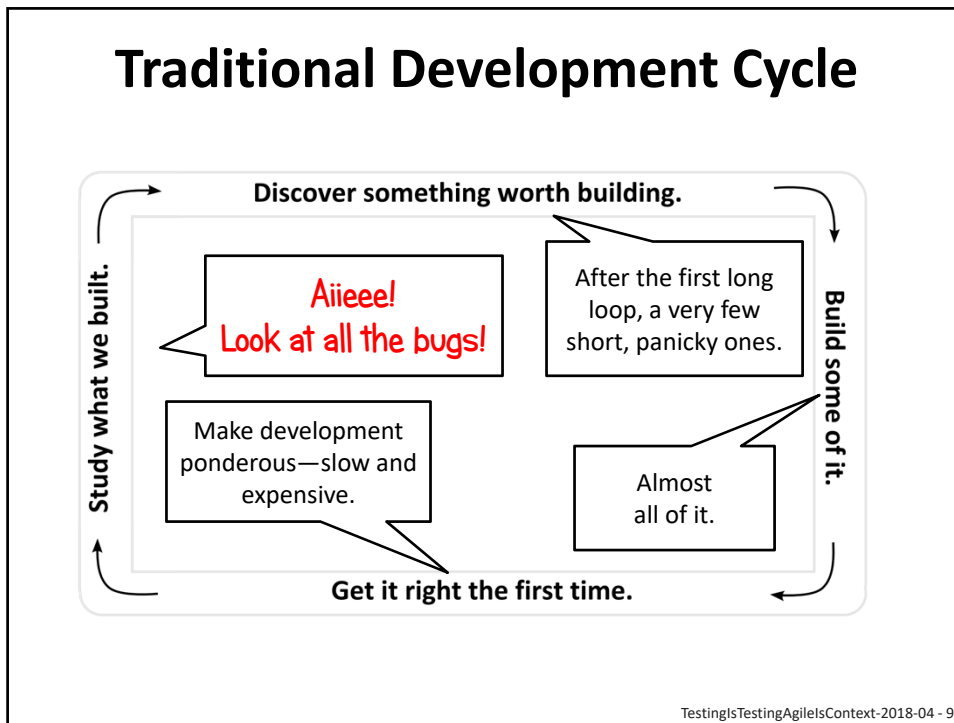 Traditional Development Cycle
Discover something worth building.
Aiieee!
Look at all the bugs!
After the first long
loop, a very few
short, panicky ones.
Study what we built.
Build some of it.
Make development
ponderous—slow and
expensive.
Almost
all of it.
Get it right the first time.
TestingIsTestingAgileIsContext-2018-04 - 9